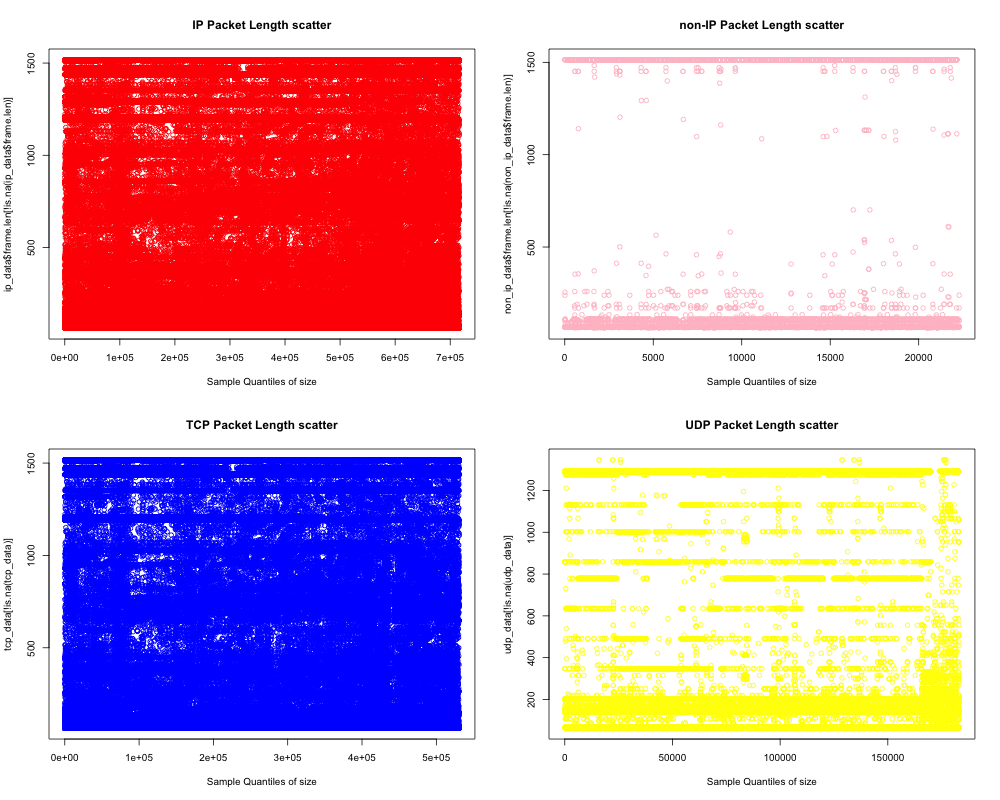 IP Packet Length scatter
ip_data$frame.len[!is.na(ip_data$frame.len)]
1500
1000
500
0e+00 1e+05 2e+05 3e+05 4e+05 5e+05 6e+05 7e+05
Sample Quantiles of size
non-IP Packet Length scatter
non_ip_data$frame.len[!is.na(non_ip_data$frame.len)]
1500
1000
500
0 5000 10000 15000 20000
Sample Quantiles of size
TCP Packet Length scatter
tcp_data[!is.na(tcp_data)]
1500
1000
500
0e+00 1e+05 2e+05 3e+05 4e+05 5e+05
Sample Quantiles of size
UDP Packet Length scatter
udp_data[!is.na(udp_data)]
1200
1000
800
600
400
200
0 50000 100000 150000
Sample Quantiles of size